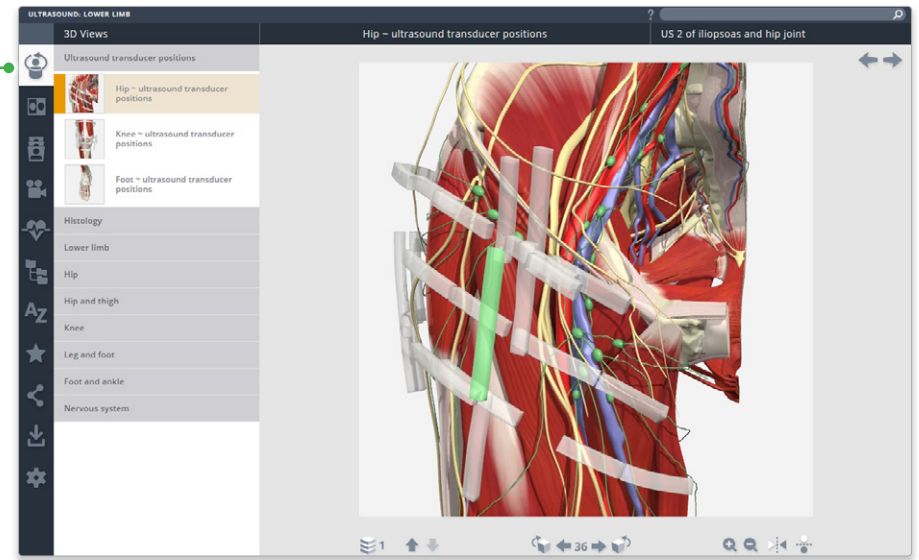 ULTRASOUND: LOWER LIMB
?
3D Views
Hip ~ ultrasound transducer positions
US 2 of iliopsoas and hip joint
Ultrasound transducer positions
Hip ~ ultrasound transducer
positions
Knee ~ ultrasound transducer
positions
Foot ~ ultrasound transducer
positions
Histology
Lower limb
Hip
Hip and thigh
AZ
Knee
Leg and foot
Foot and ankle
Nervous system
1
36